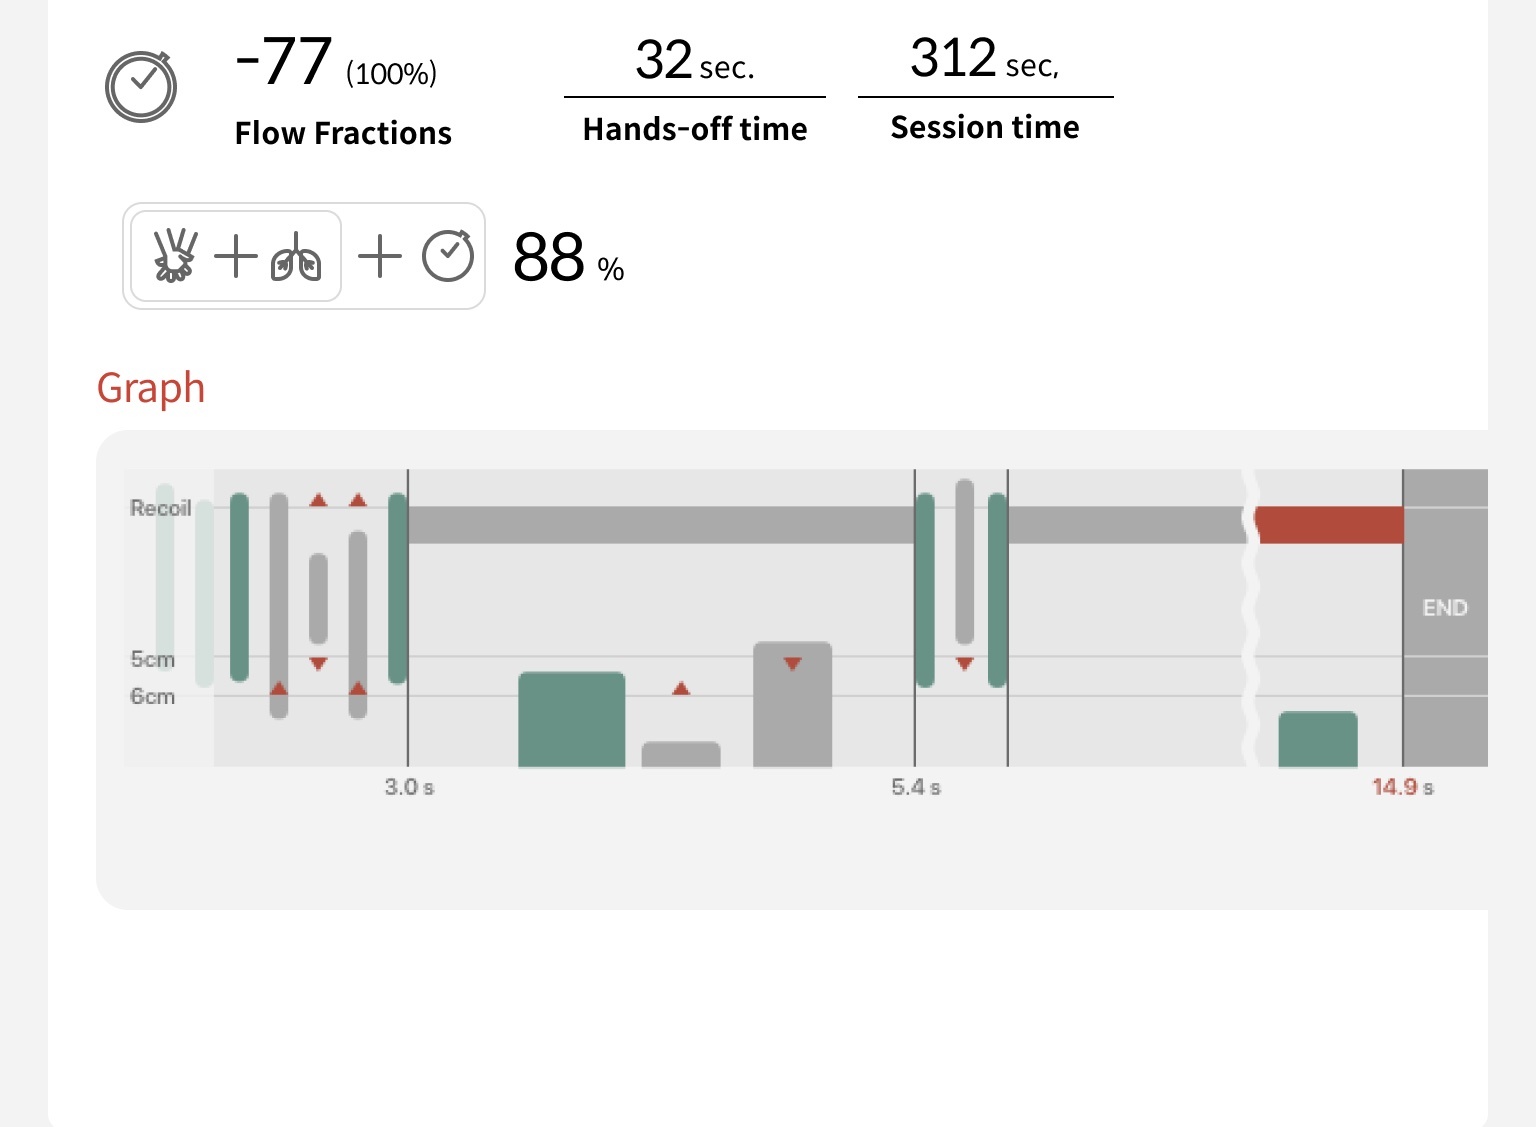 -77 (100%)
Flow Fractions
32 sec.
Hands-off time
312 sec,
Session time
88 %
Graph
Recoil
5cm
6cm
END
3.0 s
5.4 s
14.9 s